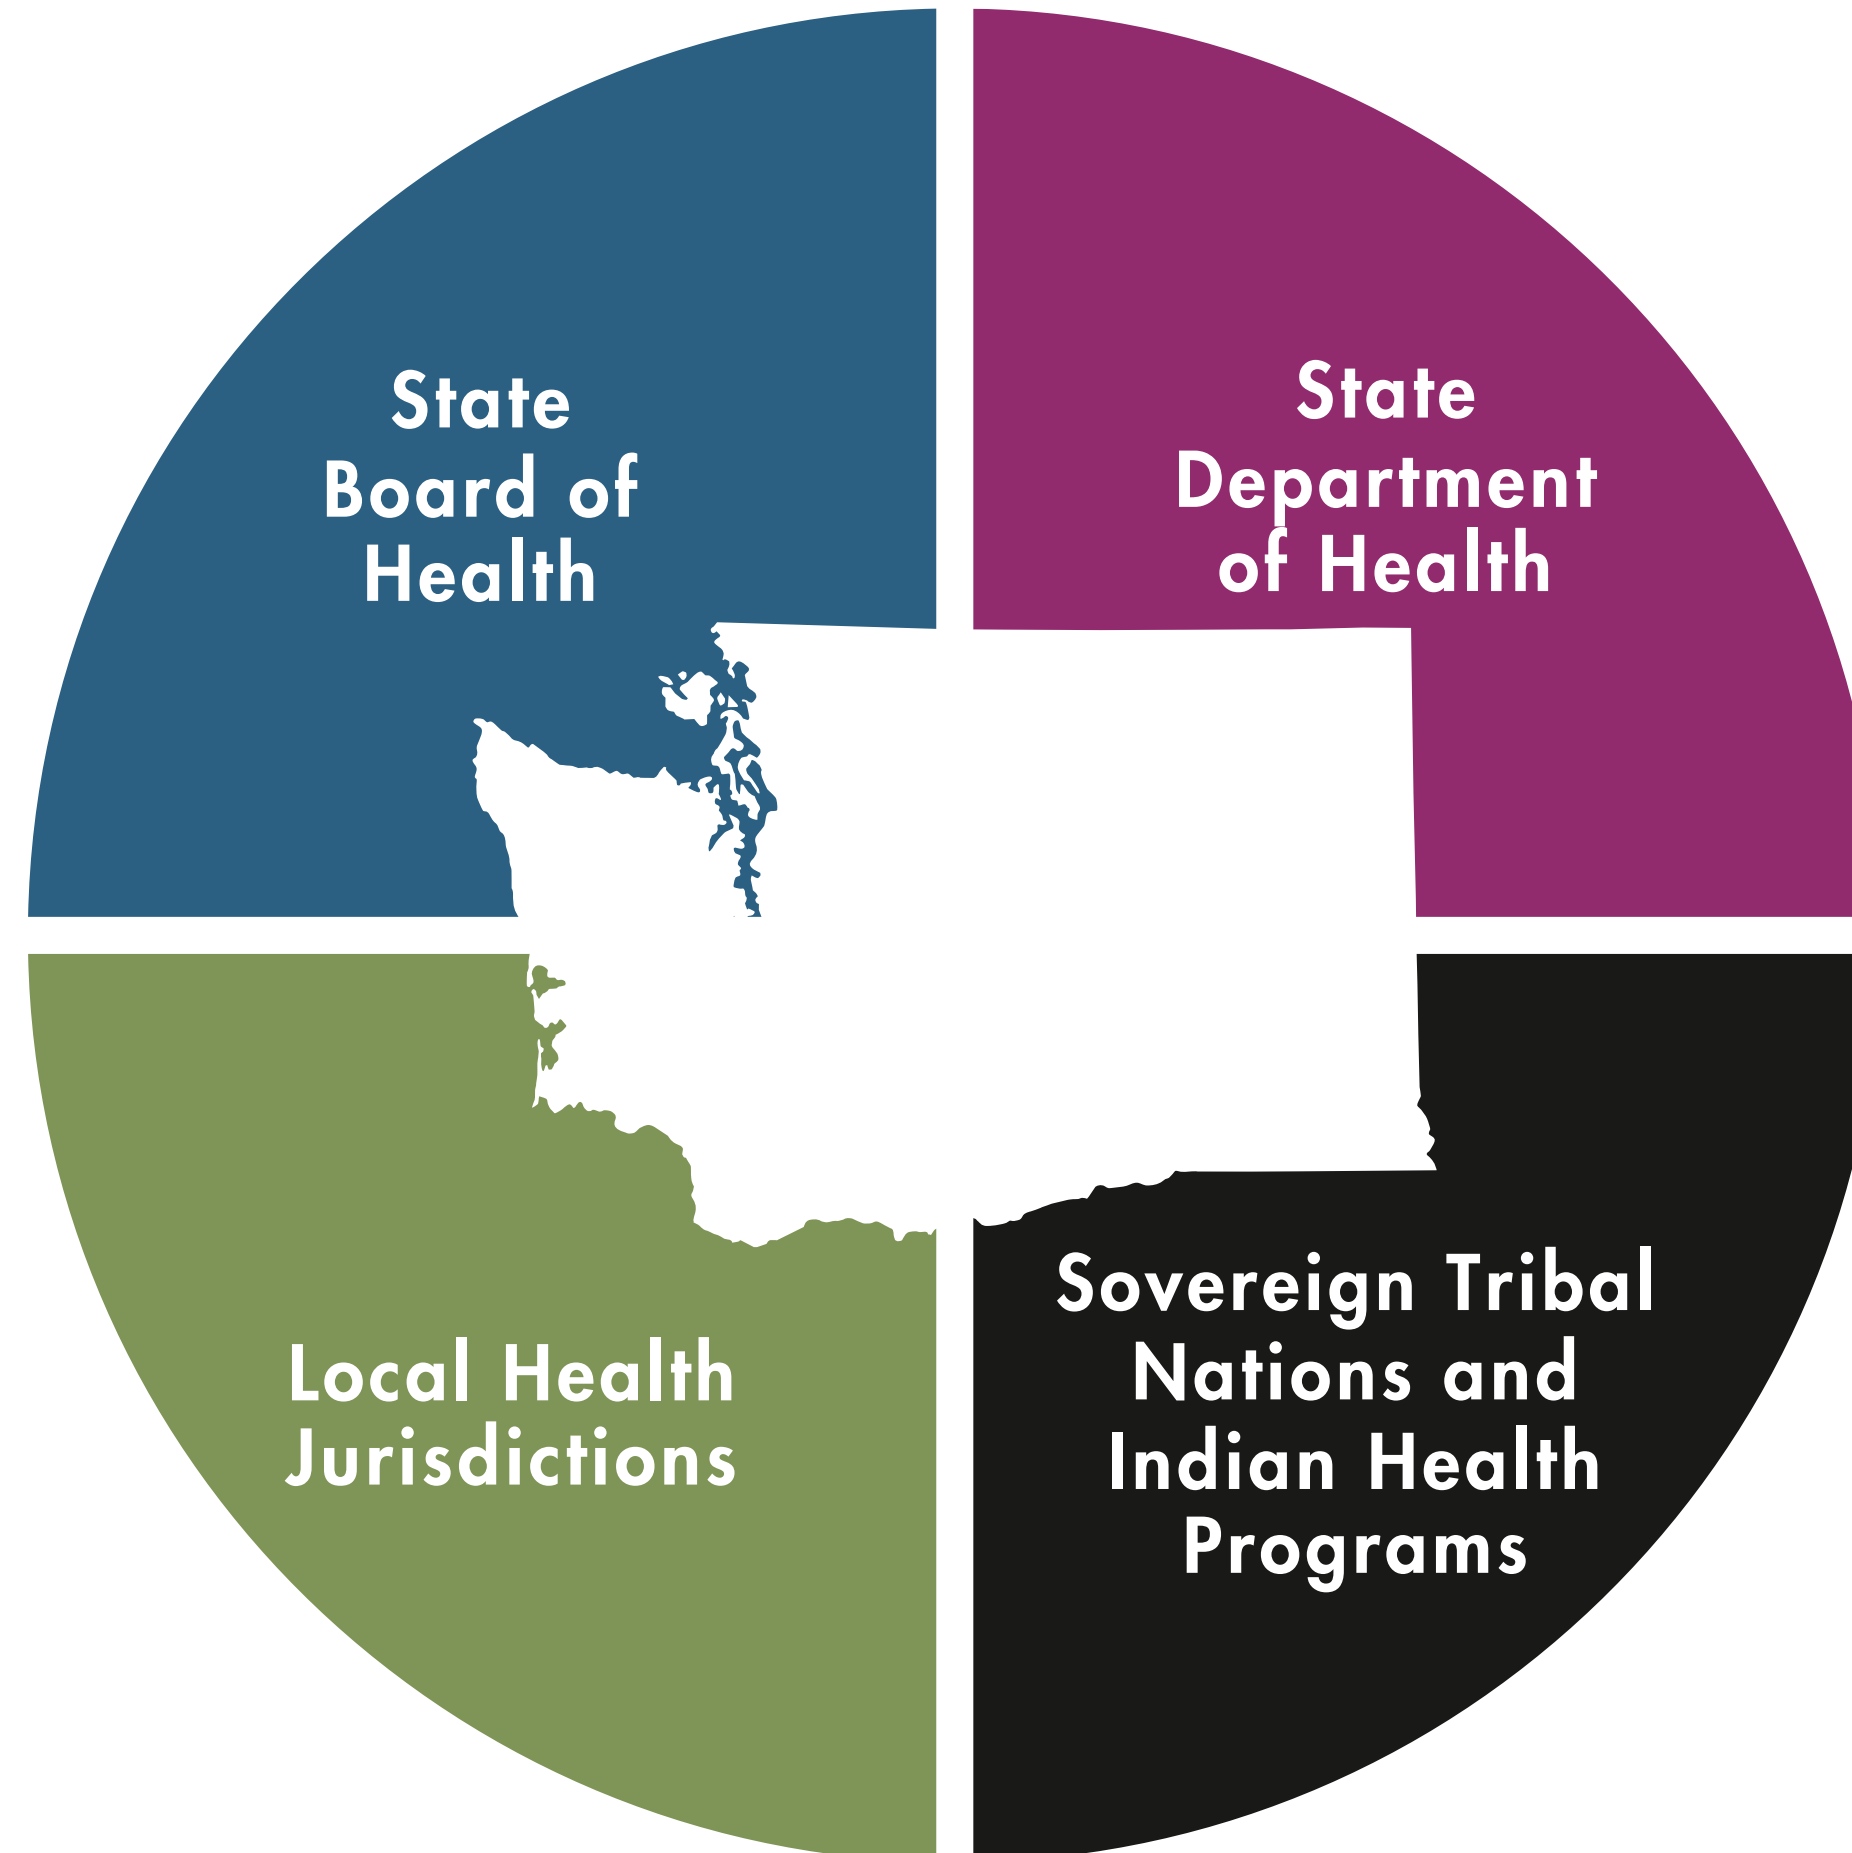 State
Board of
Health
State
Department
of Health
Local Health
Jurisdictions
Sovereign Tribal
Nations and
Indian Health
Programs